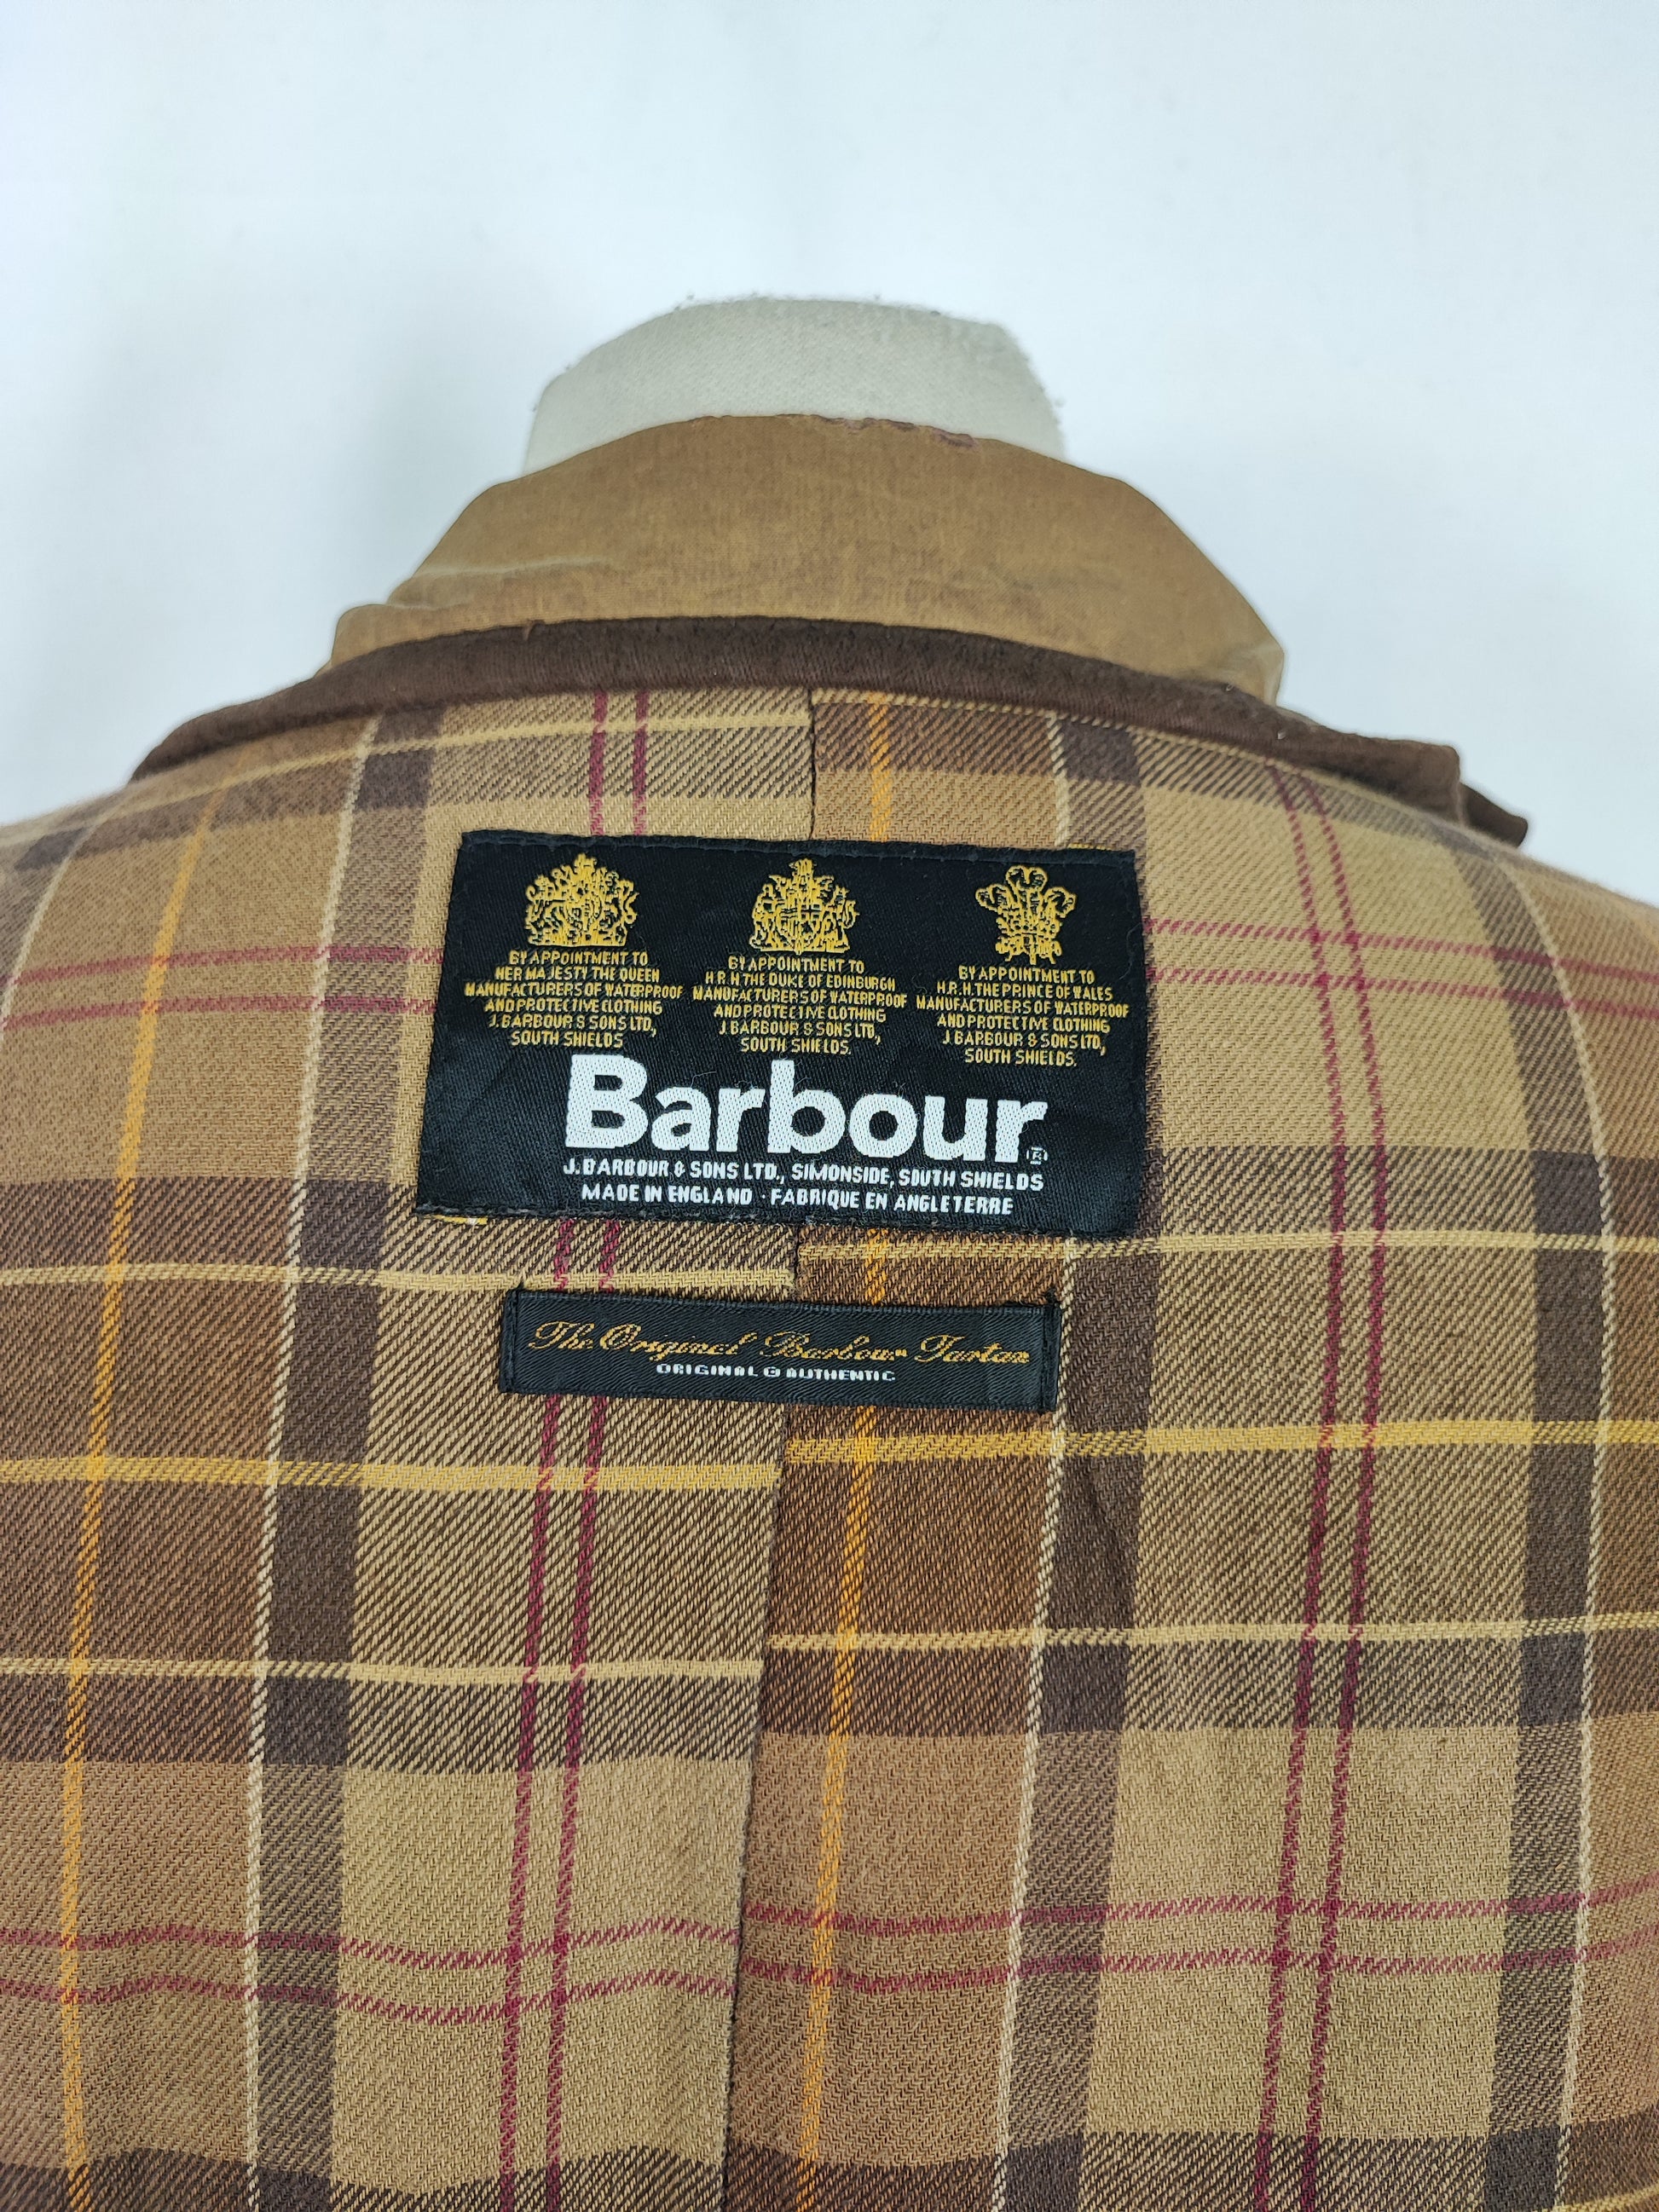 BY APPOINTMENT TO
HER MAJESTY THE QUEEN
MANUFACTURERS OF WATERPROOF
AND PROTECTIVE CLOTHING
J. BARBOUR & SONS LTD,
SOUTH SHIELDS
BY APPOINTMENT TO
H.R.H THE DUKE OF EDINBURGH
MANUFACTURERS OF WATERPROOF
AND PROTECTIVE CLOTHING
J. BARBOUR & SONS LTD,
SOUTH SHIELDS.
BY APPOINTMENT TO
H.R.H. THE PRINCE OF WALES
MANUFACTURERS OF WATERPROOF
AND PROTECTIVE CLOTHING
J. BARBOUR & SONS LTD,
SOUTH SHIELDS.
Barbour®
J. BARBOUR & SONS LTD., SIMONSIDE, SOUTH SHIELDS
MADE IN ENGLAND · FABRIQUE EN ANGLETERRE
The Original Barbour Tartan
ORIGINAL & AUTHENTIC